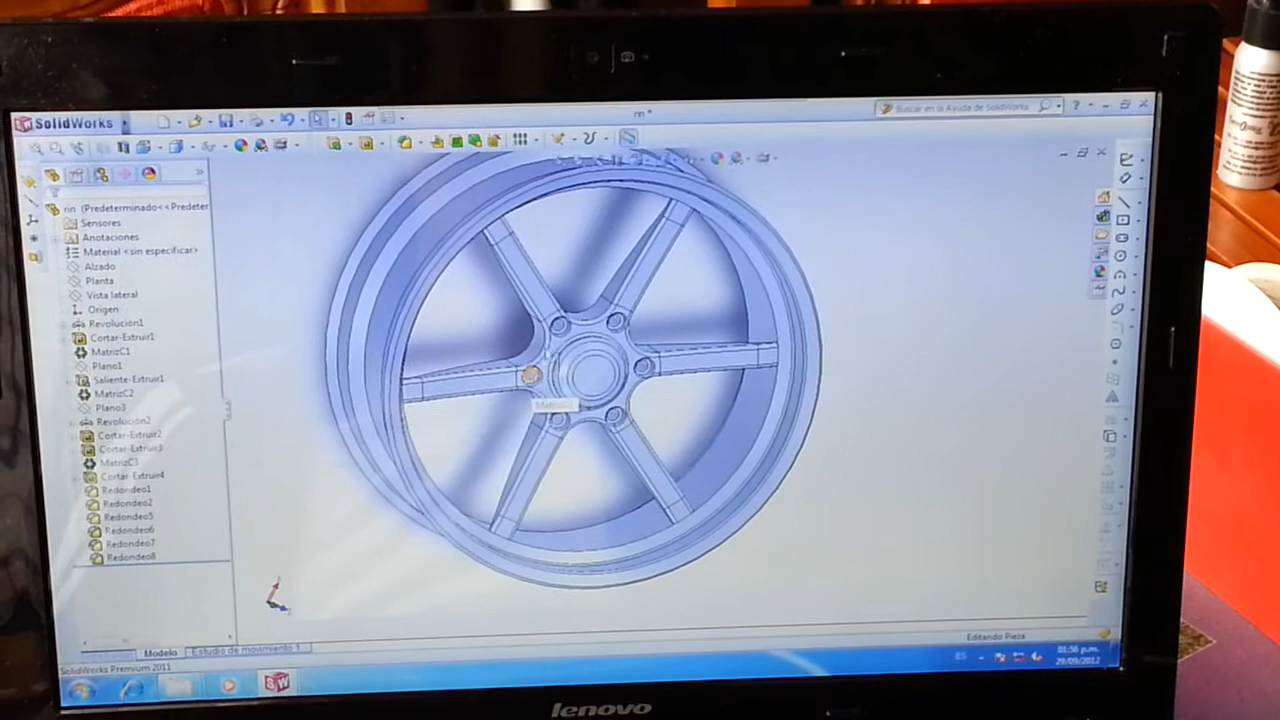 SolidWorks
rin *
Buscar en la Ayuda de SolidWorks
rin (Predeterminado<<Predeter
Sensores
Anotaciones
Material <sin especificar>
Alzado
Planta
Vista lateral
Origen
Revolución1
Cortar-Extruir1
MatrizC1
Plano1
Saliente-Extruir1
MatrizC2
Plano3
Revolución2
Cortar-Extruir2
Cortar-Extruir3
MatrizC3
Cortar-Extruir4
Redondeo1
Redondeo2
Redondeo5
Redondeo6
Redondeo7
Redondeo8
Modelo
Estudio de movimiento 1
SolidWorks Premium 2011
Editando Pieza
ES
01:56 p.m.
29/09/2012
lenovo